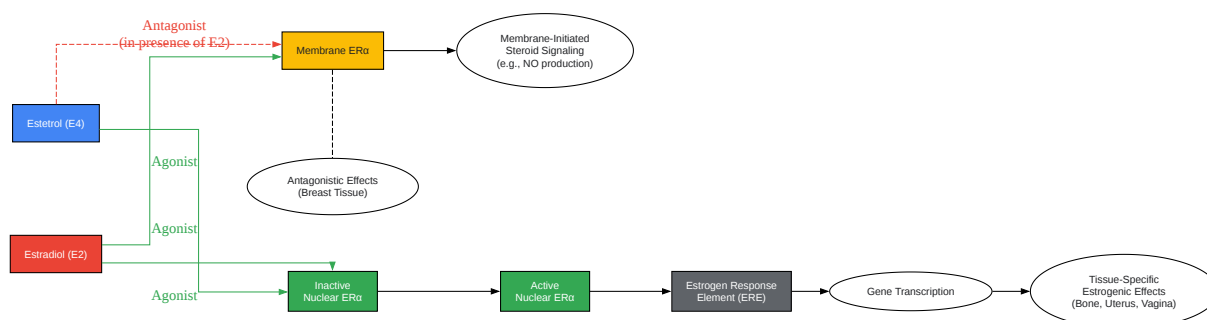 Antagonist
(in presence of E2)
Membrane ERα
Membrane-Initiated
Steroid Signaling
(e.g., NO production)
Estetrol (E4)
Agonist
Antagonistic Effects
(Breast Tissue)
Agonist
Estradiol (E2)
Agonist
Inactive
Nuclear ERα
Active
Nuclear ERα
Estrogen Response
Element (ERE)
Gene Transcription
Tissue-Specific
Estrogenic Effects
(Bone, Uterus, Vagina)